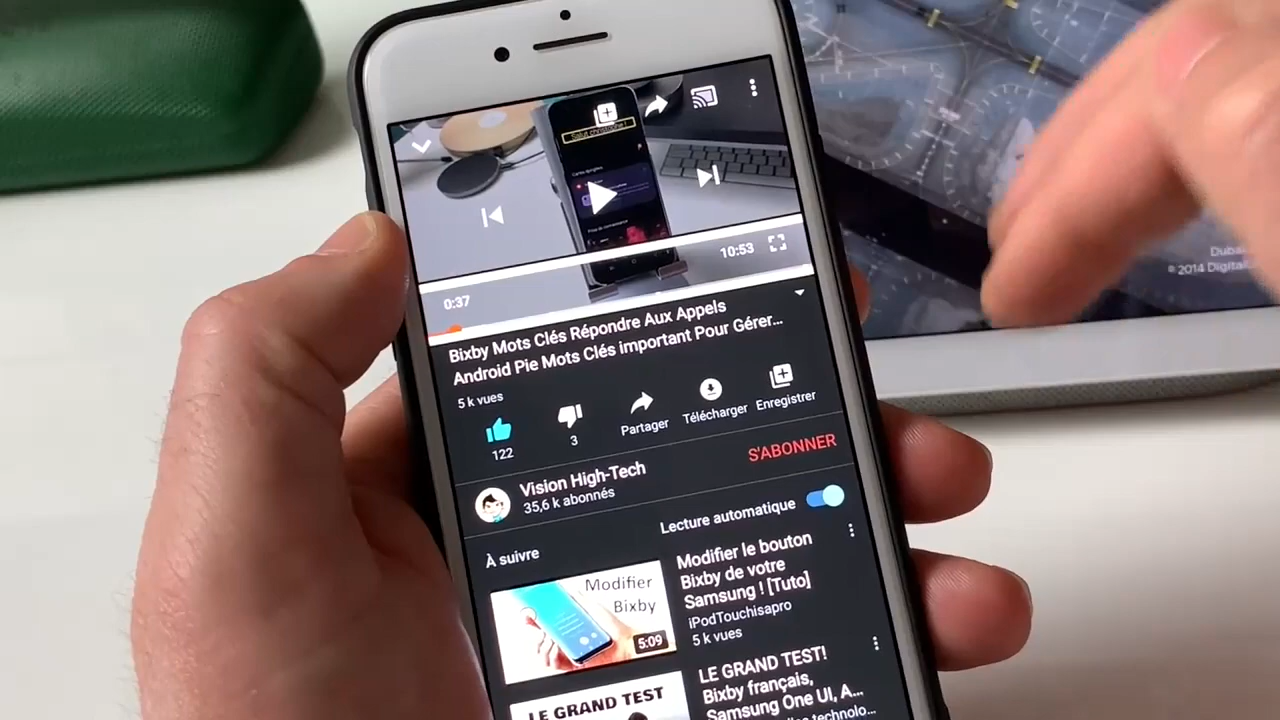 Salut christophe !
10:53
0:37
Bixby Mots Clés Répondre Aux Appels
Android Pie Mots Clés important Pour Gérer...
5 k vues
122
3
Partager
Télécharger
Enregistrer
Vision High-Tech
35,6 k abonnés
S'ABONNER
Lecture automatique
À suivre
Modifier
Bixby
5:09
Modifier le bouton
Bixby de votre
Samsung ! [Tuto]
iPodTouchisapro
5 k vues
LE GRAND TEST
LE GRAND TEST!
Bixby français,
Samsung One UI, A...
Dubai
© 2014 Digital